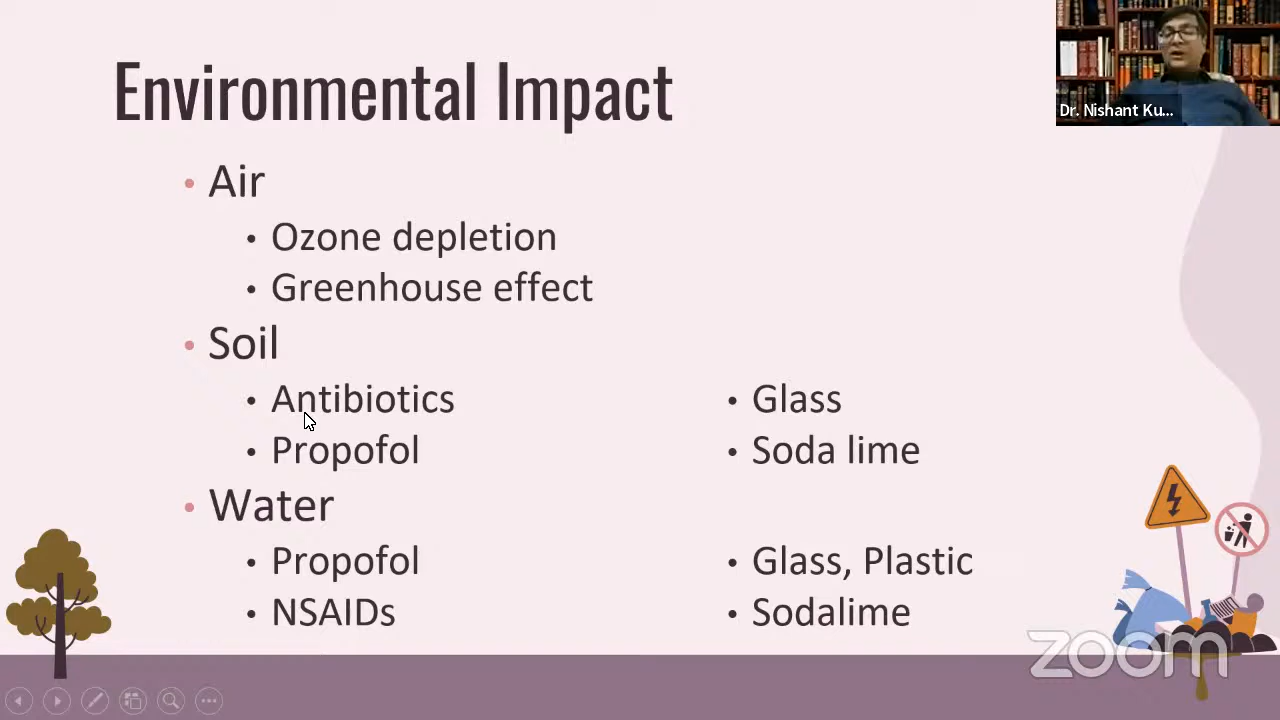 Environmental Impact
Dr. Nishant Ku...
• Air
• Ozone depletion
• Greenhouse effect
• Soil
• Antibiotics
• Glass
• Propofol
• Soda lime
• Water
• Propofol
• Glass, Plastic
• NSAIDs
• Sodalime
zoom